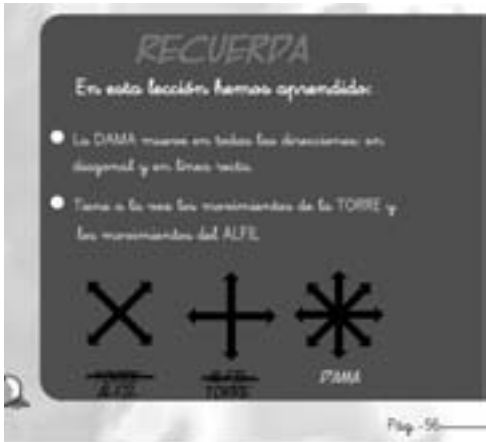 RECUERDA
En esta lección hemos aprendido:
La DAMA mueve en todas las direcciones: en
diagonal y en línea recta.
Tiene a la vez los movimientos de la TORRE y
los movimientos del ALFIL
ALFIL
TORRE
DAMA
Pág.-56